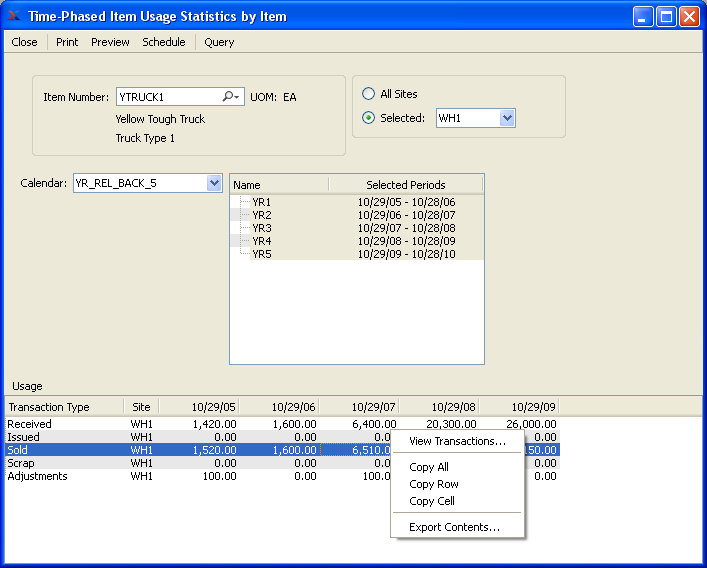 Time-Phased Item Usage Statistics by Item
Close Print Preview Schedule Query
Item Number: YTRUCK1 UOM: EA
Yellow Tough Truck
Truck Type 1
All Sites
Selected: WH1
Calendar: YR_REL_BACK_5
Name Selected Periods
YR1 10/29/05 - 10/28/06
YR2 10/29/06 - 10/28/07
YR3 10/29/07 - 10/28/08
YR4 10/29/08 - 10/28/09
YR5 10/29/09 - 10/28/10
Usage
Transaction Type Site 10/29/05 10/29/06 10/29/07 10/29/08 10/29/09
Received WH1 1,420.00 1,600.00 6,400.00 20,300.00 26,000.00
Issued WH1 0.00 0.00 0.00 0.00
Sold WH1 1,520.00 1,600.00 6,510.0 150.00
Scrap WH1 0.00 0.00 0.00 0.00
Adjustments WH1 100.00 0.00 100.00 0.00
View Transactions...
Copy All
Copy Row
Copy Cell
Export Contents...